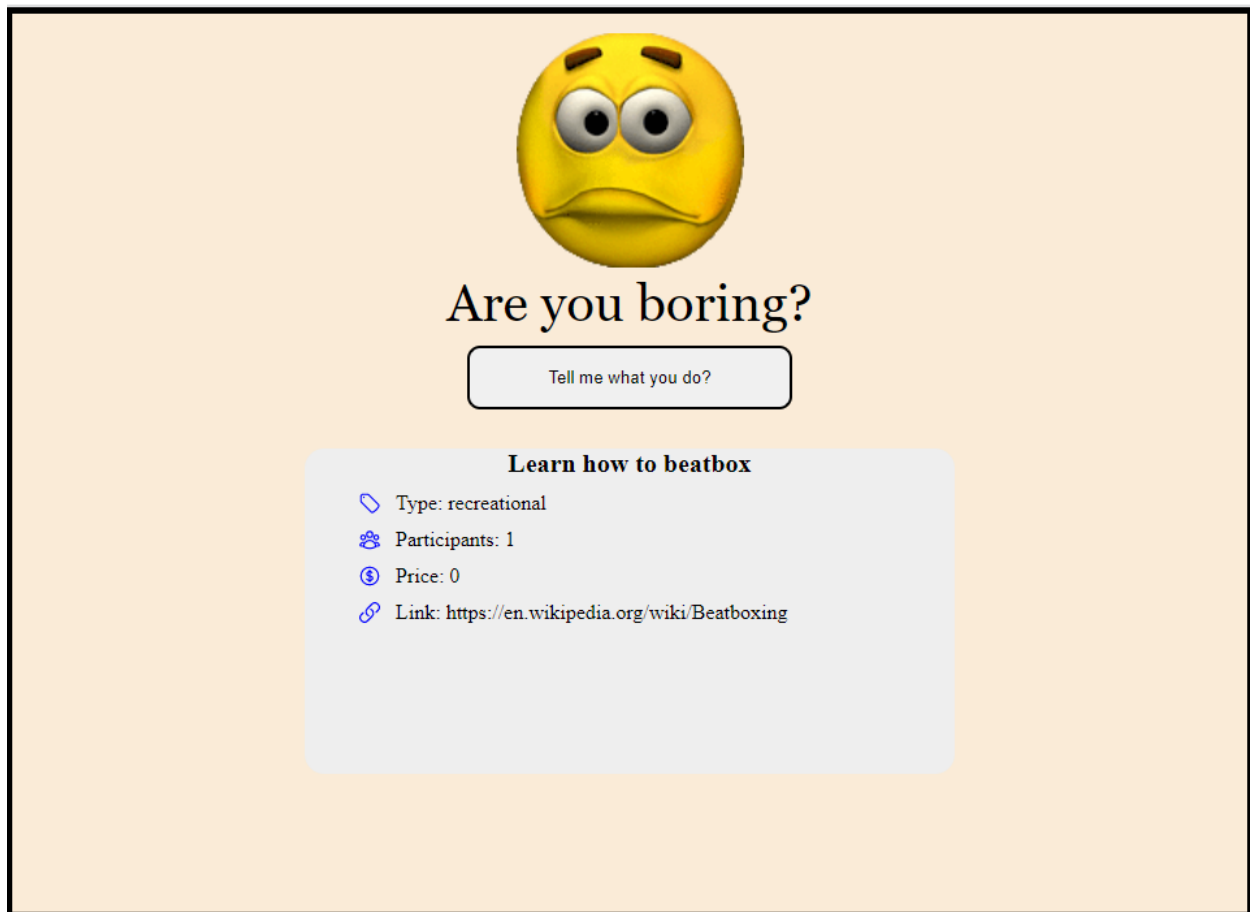 Are you boring?
Tell me what you do?
Learn how to beatbox
Type: recreational
Participants: 1
Price: 0
Link: https://en.wikipedia.org/wiki/Beatboxing